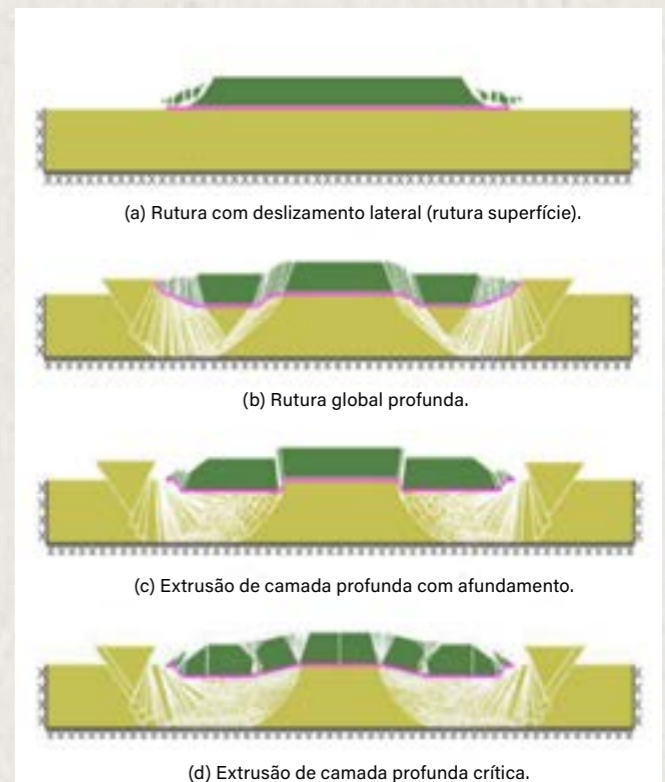 (a) Rutura com deslizamento lateral (rutura superfície).
(b) Rutura global profunda.
(c) Extrusão de camada profunda com afundamento.
(d) Extrusão de camada profunda crítica.